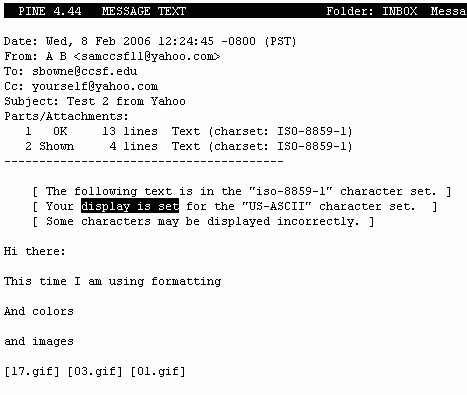 PINE 4.44   MESSAGE TEXT                    Folder: INBOX  Messa
Date: Wed, 8 Feb 2006 12:24:45 -0800 (PST)
From: A B <samccsf11@yahoo.com>
To: sbowne@ccsf.edu
Cc: yourself@yahoo.com
Subject: Test 2 from Yahoo
Parts/Attachments:
   1   OK     13 lines  Text (charset: ISO-8859-1)
   2 Shown     4 lines  Text (charset: ISO-8859-1)
----------------------------------------
    [ The following text is in the "iso-8859-1" character set. ]
    [ Your display is set for the "US-ASCII" character set.  ]
    [ Some characters may be displayed incorrectly. ]
Hi there:
This time I am using formatting
And colors
and images
[17.gif] [03.gif] [01.gif]